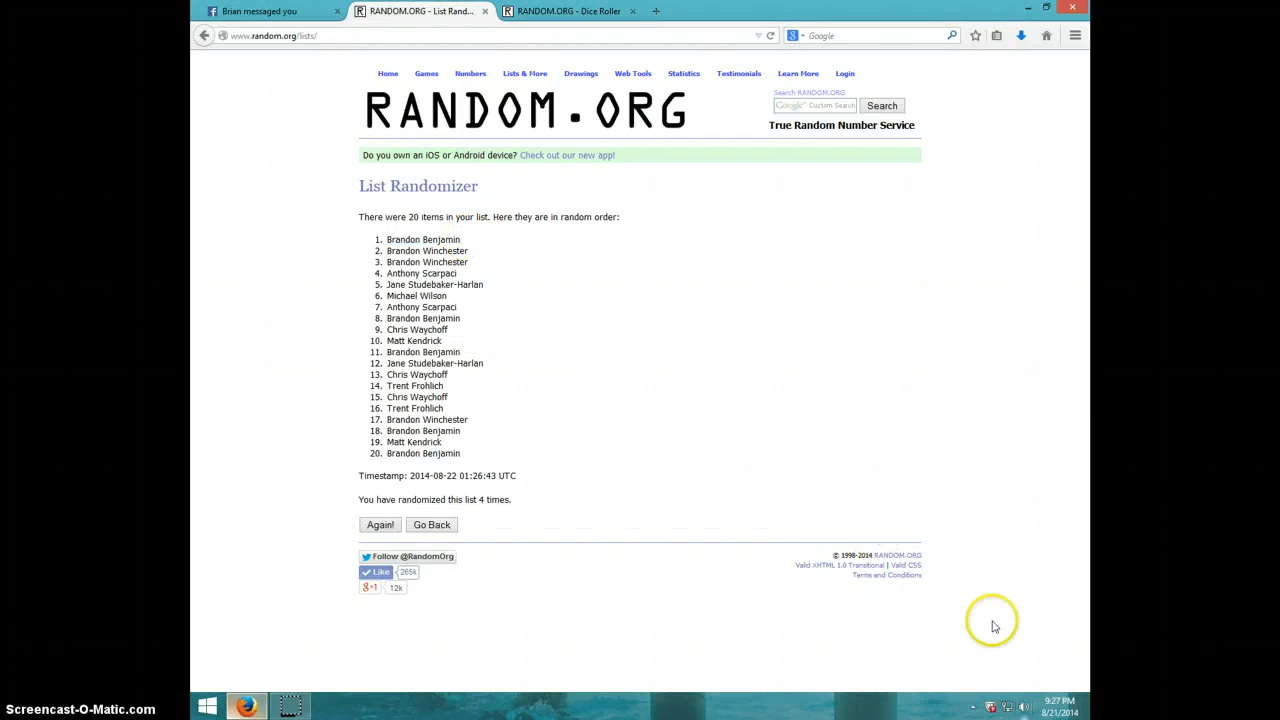 Brian messaged you
RANDOM.ORG - List Rand...
RANDOM.ORG - Dice Roller
www.random.org/lists/
Google
Home Games Numbers Lists & More Drawings Web Tools Statistics Testimonials Learn More Login
RANDOM.ORG
Search RANDOM.ORG
Google™ Custom Search Search
True Random Number Service
Do you own an iOS or Android device? Check out our new app!
List Randomizer
There were 20 items in your list. Here they are in random order:
1. Brandon Benjamin
2. Brandon Winchester
3. Brandon Winchester
4. Anthony Scarpaci
5. Jane Studebaker-Harlan
6. Michael Wilson
7. Anthony Scarpaci
8. Brandon Benjamin
9. Chris Waychoff
10. Matt Kendrick
11. Brandon Benjamin
12. Jane Studebaker-Harlan
13. Chris Waychoff
14. Trent Frohlich
15. Chris Waychoff
16. Trent Frohlich
17. Brandon Winchester
18. Brandon Benjamin
19. Matt Kendrick
20. Brandon Benjamin
Timestamp: 2014-08-22 01:26:43 UTC
You have randomized this list 4 times.
Again! Go Back
Follow @RandomOrg
Like 265k
g+1 12k
© 1998-2014 RANDOM.ORG
Valid XHTML 1.0 Transitional | Valid CSS
Terms and Conditions
9:27 PM
8/21/2014
Screencast-O-Matic.com